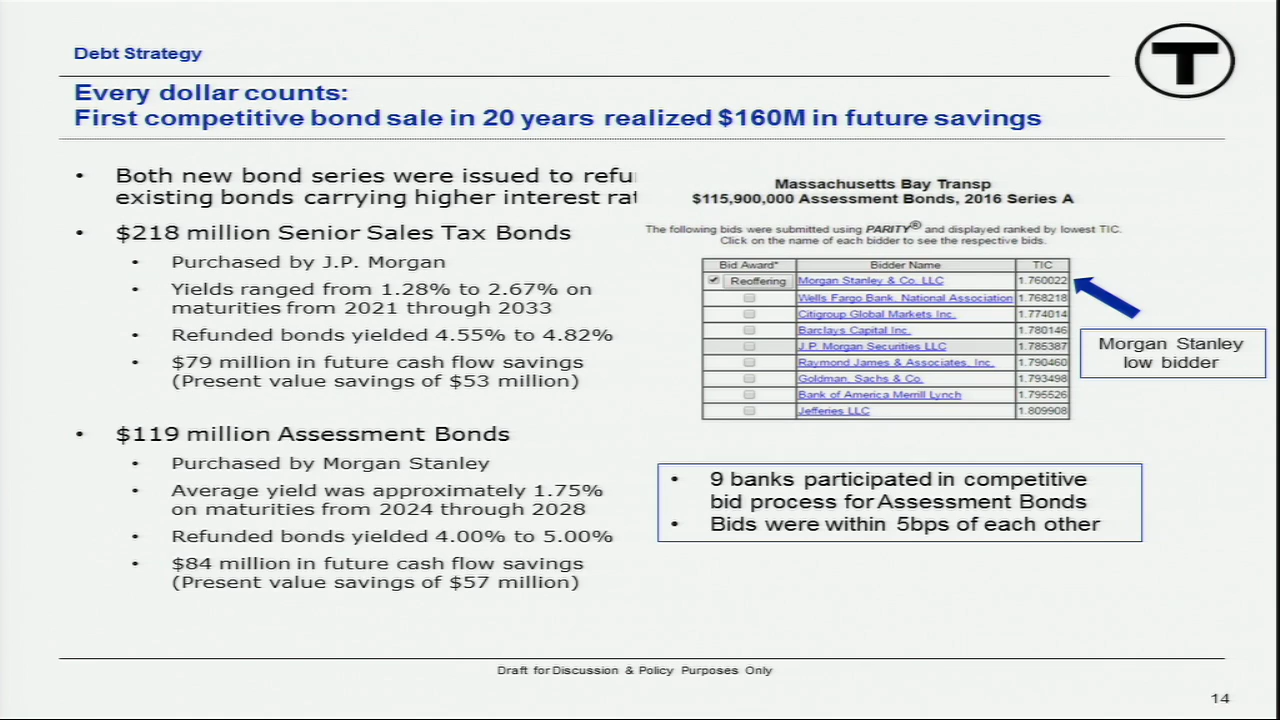 Debt Strategy
T
Every dollar counts:
First competitive bond sale in 20 years realized $160M in future savings
• Both new bond series were issued to refu
existing bonds carrying higher interest rat
• $218 million Senior Sales Tax Bonds
• Purchased by J.P. Morgan
• Yields ranged from 1.28% to 2.67% on
maturities from 2021 through 2033
• Refunded bonds yielded 4.55% to 4.82%
• $79 million in future cash flow savings
(Present value savings of $53 million)
• $119 million Assessment Bonds
• Purchased by Morgan Stanley
• Average yield was approximately 1.75%
on maturities from 2024 through 2028
• Refunded bonds yielded 4.00% to 5.00%
• $84 million in future cash flow savings
(Present value savings of $57 million)
Massachusetts Bay Transp
$115,900,000 Assessment Bonds, 2016 Series A
The following bids were submitted using PARITY® and displayed ranked by lowest TIC.
Click on the name of each bidder to see the respective bids.
Bid Award* Bidder Name TIC
Reoffering Morgan Stanley & Co. LLC 1.760022
Wells Fargo Bank, National Association 1.768218
Citigroup Global Markets Inc. 1.774014
Barclays Capital Inc. 1.780146
J.P. Morgan Securities LLC 1.785387
Raymond James & Associates, Inc. 1.790460
Goldman, Sachs & Co. 1.793498
Bank of America Merrill Lynch 1.795526
Jefferies LLC 1.809908
Morgan Stanley
low bidder
• 9 banks participated in competitive
bid process for Assessment Bonds
• Bids were within 5bps of each other
Draft for Discussion & Policy Purposes Only
14